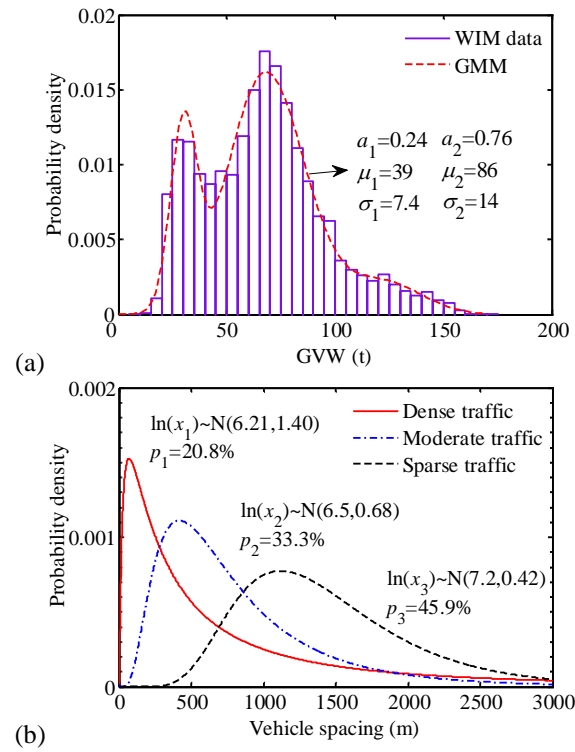 0.02
0.015
0.01
0.005
0
Probability density
WIM data
GMM
a1=0.24 a2=0.76
μ1=39 μ2=86
σ1=7.4 σ2=14
0 50 100 150 200
GVW (t)
(a)
0.002
0.001
0
Probability density
ln(x1)~N(6.21,1.40)
p1=20.8%
Dense traffic
Moderate traffic
Sparse traffic
ln(x2)~N(6.5,0.68)
p2=33.3%
ln(x3)~N(7.2,0.42)
p3=45.9%
0 500 1000 1500 2000 2500 3000
Vehicle spacing (m)
(b)